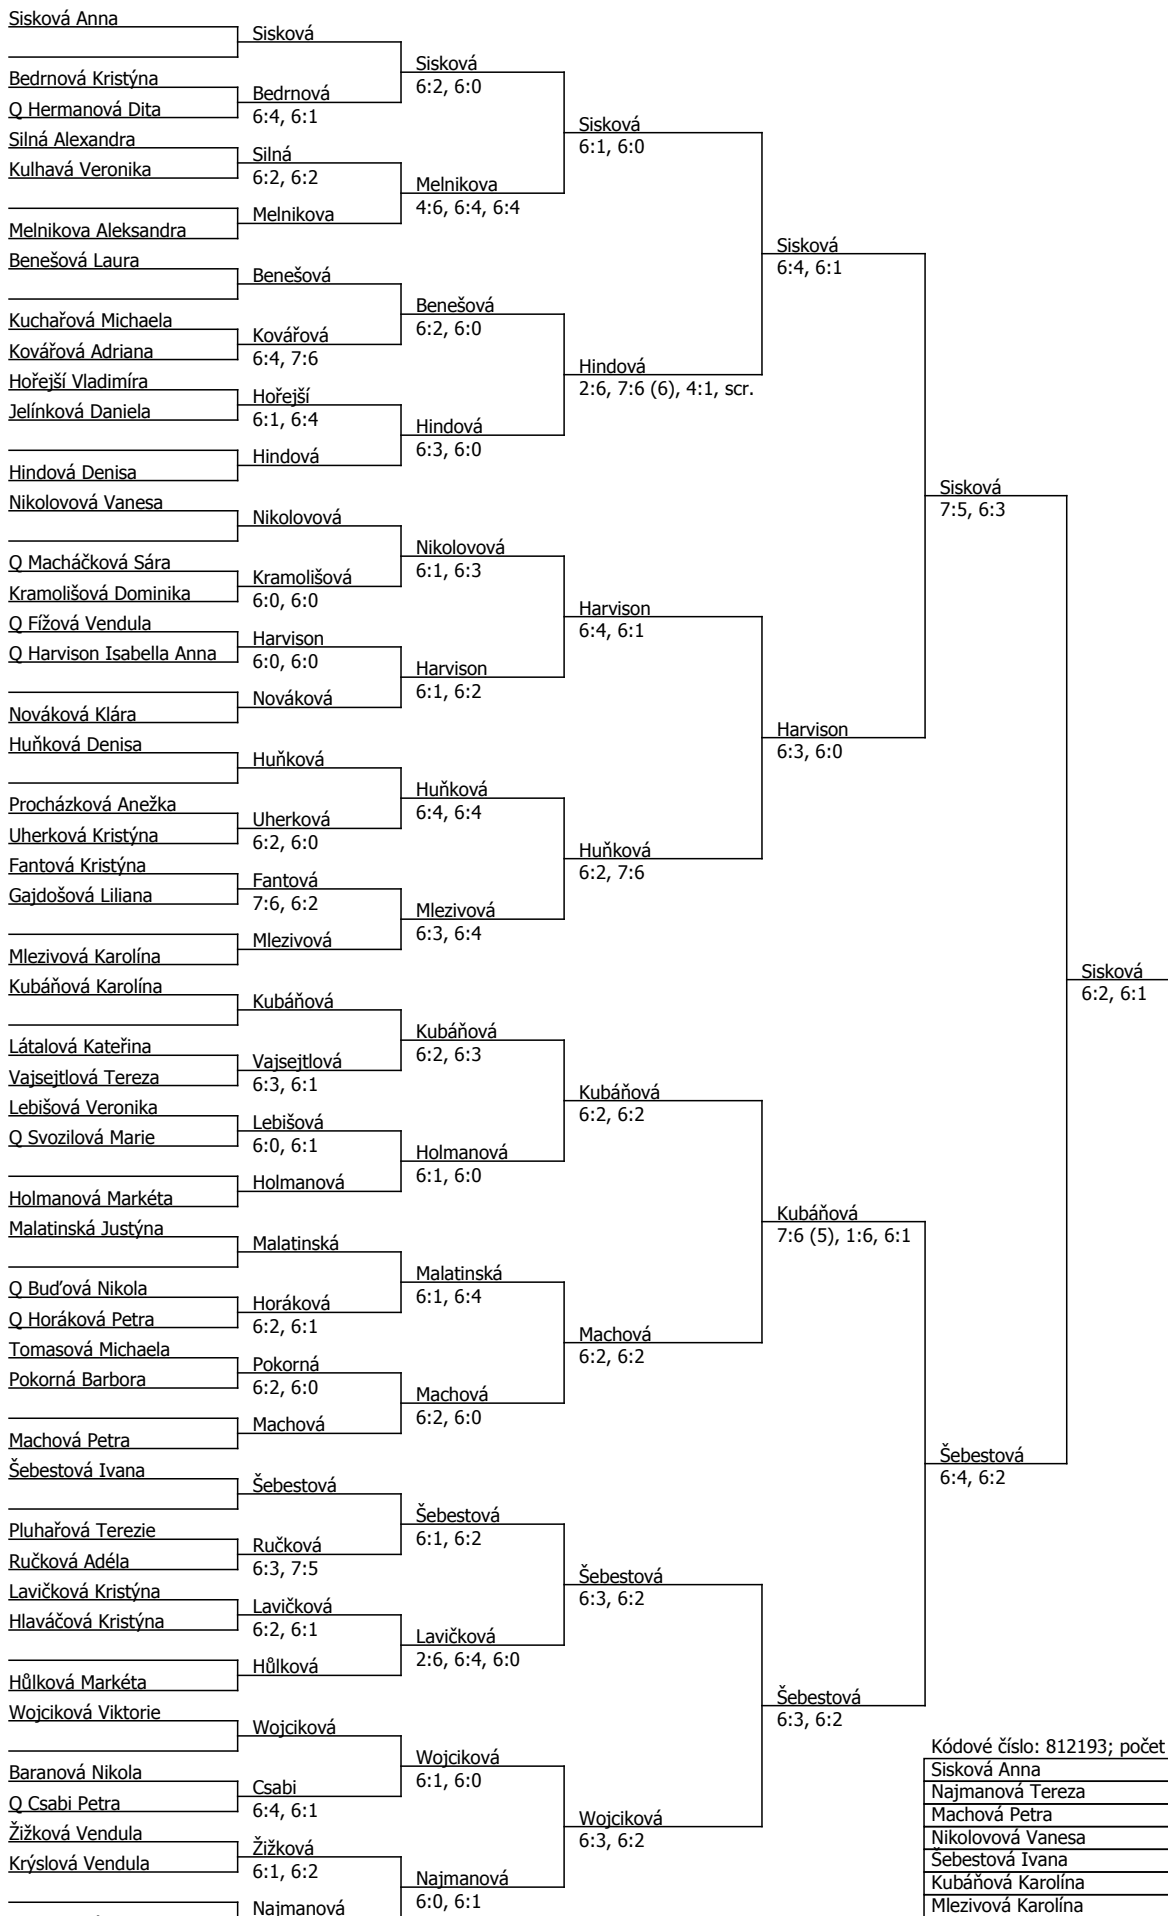 Sisková Anna
Bedrnová Kristýna
Q Hermanová Dita
Silná Alexandra
Kulhavá Veronika
Melnikova Aleksandra
Benešová Laura
Kuchařová Michaela
Kovářová Adriana
Hořejší Vladimíra
Jelínková Daniela
Hindová Denisa
Nikolovová Vanesa
Q Macháčková Sára
Kramolišová Dominika
Q Fížová Vendula
Q Harvison Isabella Anna
Nováková Klára
Huňková Denisa
Procházková Anežka
Uherková Kristýna
Fantová Kristýna
Gajdošová Liliana
Mlezivová Karolína
Kubáňová Karolína
Látalová Kateřina
Vajsejtlová Tereza
Lebišová Veronika
Q Svozilová Marie
Holmanová Markéta
Malatinská Justýna
Q Buďová Nikola
Q Horáková Petra
Tomasová Michaela
Pokorná Barbora
Machová Petra
Šebestová Ivana
Pluhařová Terezie
Ručková Adéla
Lavičková Kristýna
Hlaváčová Kristýna
Hůlková Markéta
Wojciková Viktorie
Baranová Nikola
Q Csabi Petra
Žižková Vendula
Krýslová Vendula
Sisková
Bedrnová
6:4, 6:1
Silná
6:2, 6:2
Melnikova
Benešová
Kovářová
6:4, 7:6
Hořejší
6:1, 6:4
Hindová
Nikolovová
Kramolišová
6:0, 6:0
Harvison
6:0, 6:0
Nováková
Huňková
Uherková
6:2, 6:0
Fantová
7:6, 6:2
Mlezivová
Kubáňová
Vajsejtlová
6:3, 6:1
Lebišová
6:0, 6:1
Holmanová
Malatinská
Horáková
6:2, 6:1
Pokorná
6:2, 6:0
Machová
Šebestová
Ručková
6:3, 7:5
Lavičková
6:2, 6:1
Hůlková
Wojciková
Csabi
6:4, 6:1
Žižková
6:1, 6:2
Najmanová
Sisková
6:2, 6:0
Melnikova
4:6, 6:4, 6:4
Benešová
6:2, 6:0
Hindová
6:3, 6:0
Nikolovová
6:1, 6:3
Harvison
6:1, 6:2
Huňková
6:4, 6:4
Mlezivová
6:3, 6:4
Kubáňová
6:2, 6:3
Holmanová
6:1, 6:0
Malatinská
6:1, 6:4
Machová
6:2, 6:0
Šebestová
6:1, 6:2
Lavičková
2:6, 6:4, 6:0
Wojciková
6:1, 6:0
Najmanová
6:0, 6:1
Sisková
6:1, 6:0
Hindová
2:6, 7:6 (6), 4:1, scr.
Harvison
6:4, 6:1
Huňková
6:2, 7:6
Kubáňová
6:2, 6:2
Machová
6:2, 6:2
Šebestová
6:3, 6:2
Wojciková
6:3, 6:2
Sisková
6:4, 6:1
Harvison
6:3, 6:0
Kubáňová
7:6 (5), 1:6, 6:1
Šebestová
6:3, 6:2
Sisková
7:5, 6:3
Šebestová
6:4, 6:2
Sisková
6:2, 6:1
Kódové číslo: 812193; počet
Sisková Anna
Najmanová Tereza
Machová Petra
Nikolovová Vanesa
Šebestová Ivana
Kubáňová Karolína
Mlezivová Karolína